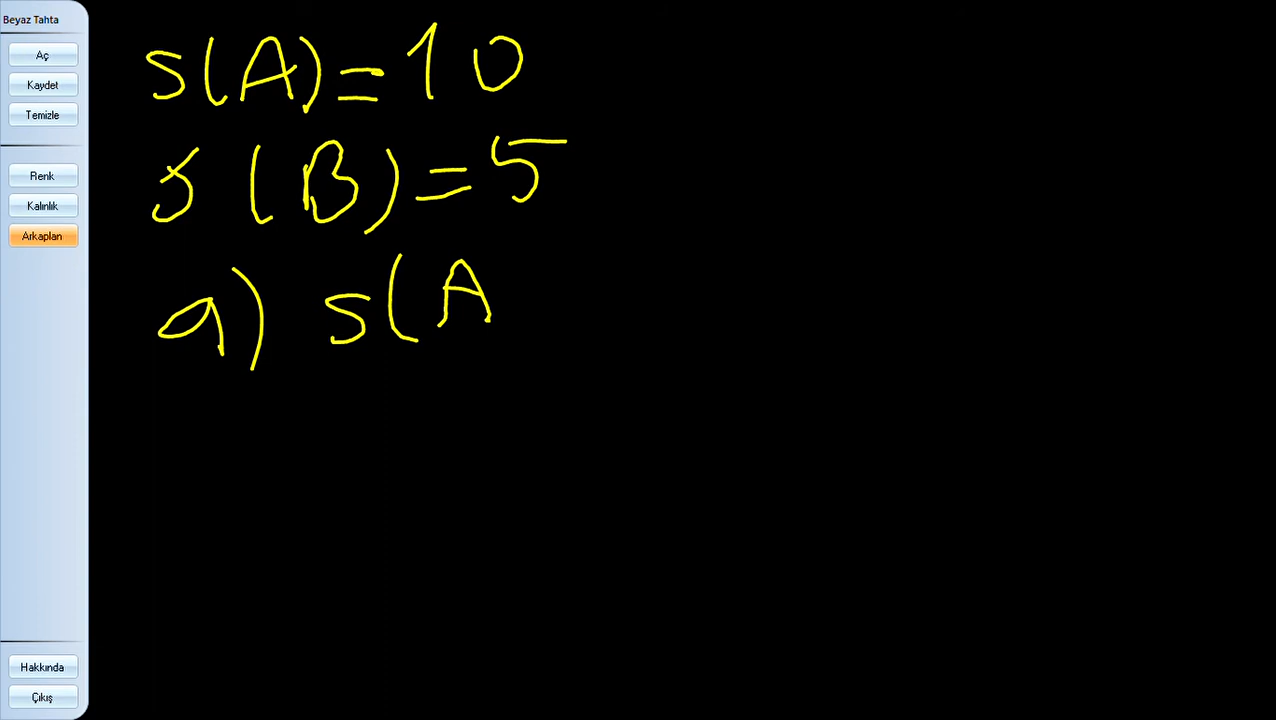 Beyaz Tahta
Aç
Kaydet
Temizle
Renk
Kalınlık
Arkaplan
Hakkında
Çıkış
s(A)=10
s(B)=5
a) s(A